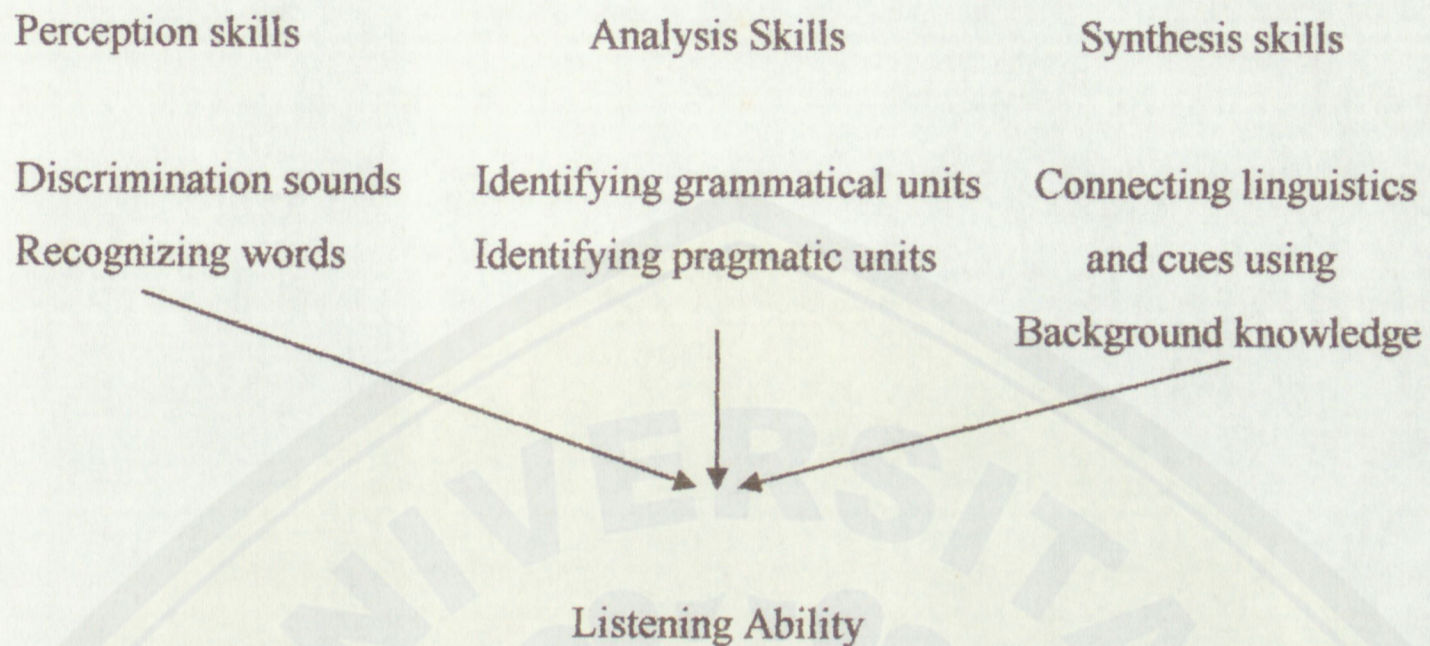 Perception skills
Analysis Skills
Synthesis skills
Discrimination sounds
Recognizing words
Identifying grammatical units
Identifying pragmatic units
Connecting linguistics
and cues using
Background knowledge
Listening Ability
NIVERSITA